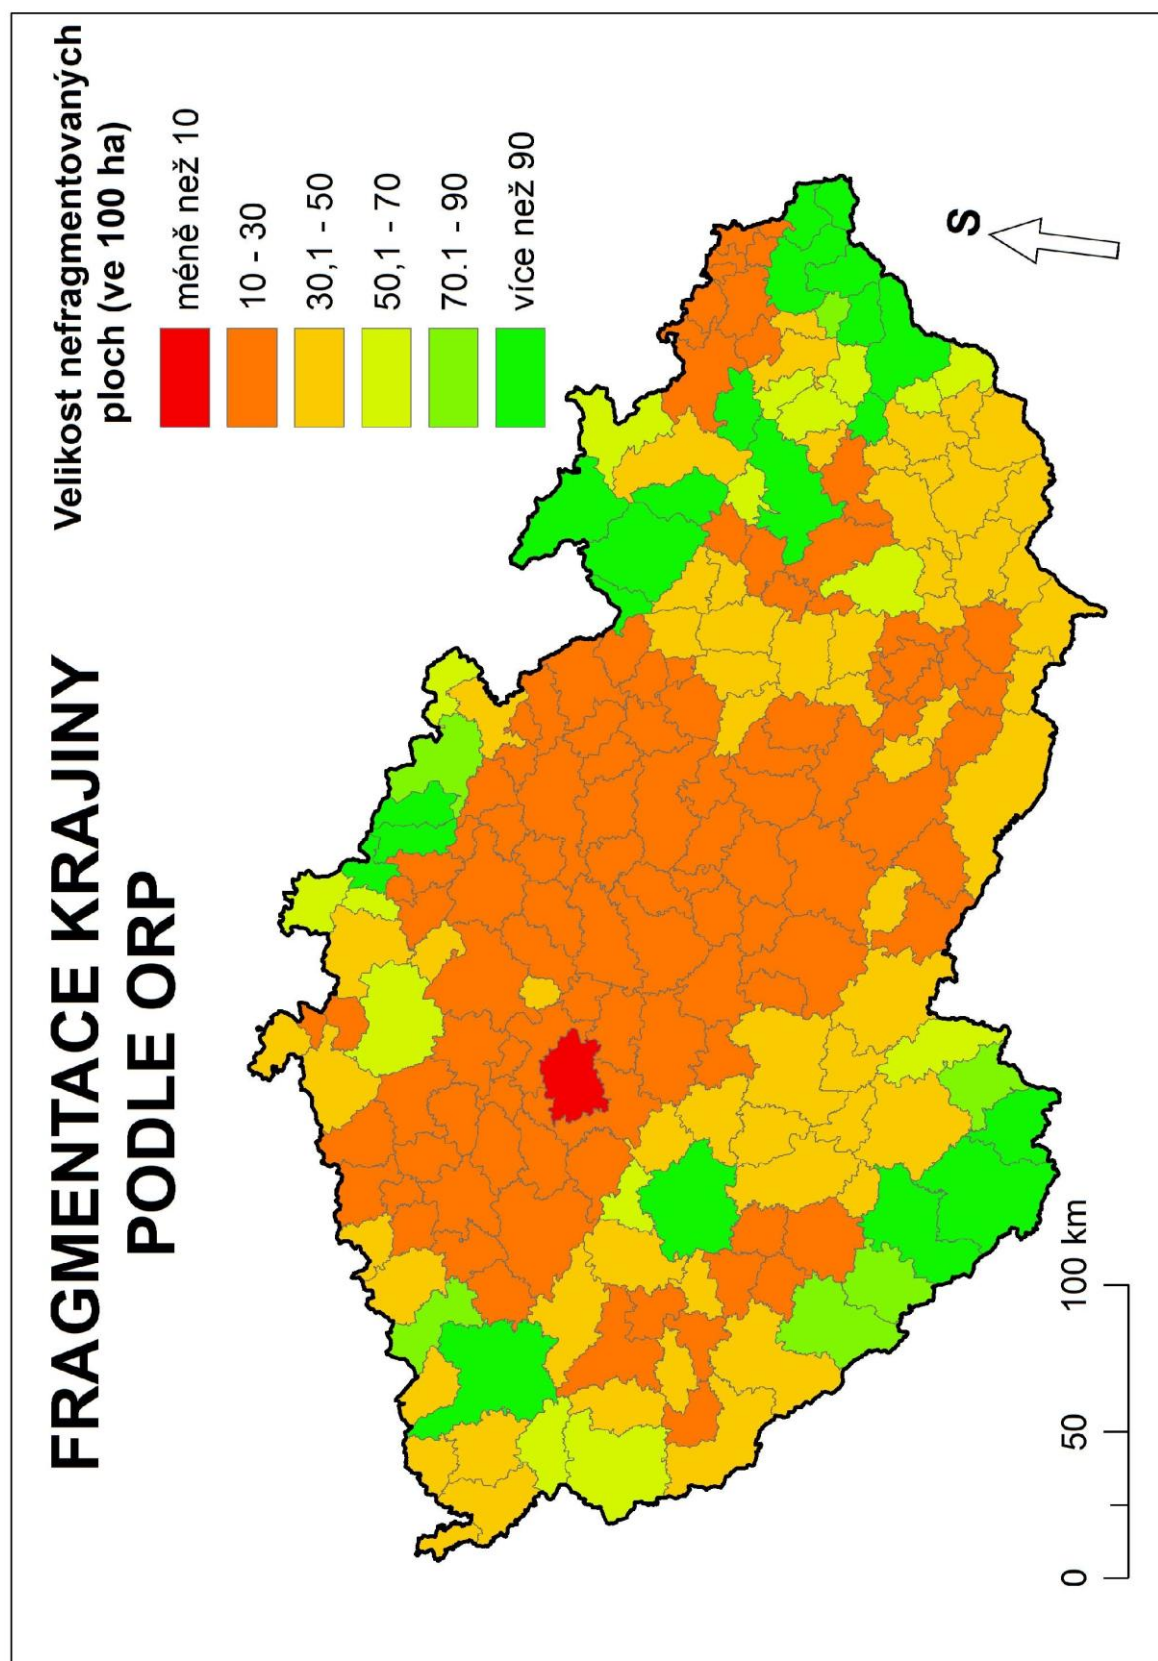 FRAGMENTACE KRAJINY
PODLE ORP
Velikost nefragmentovaných
ploch (ve 100 ha)
méně než 10
10 - 30
30,1 - 50
50,1 - 70
70.1 - 90
více než 90
S
0 50 100 km